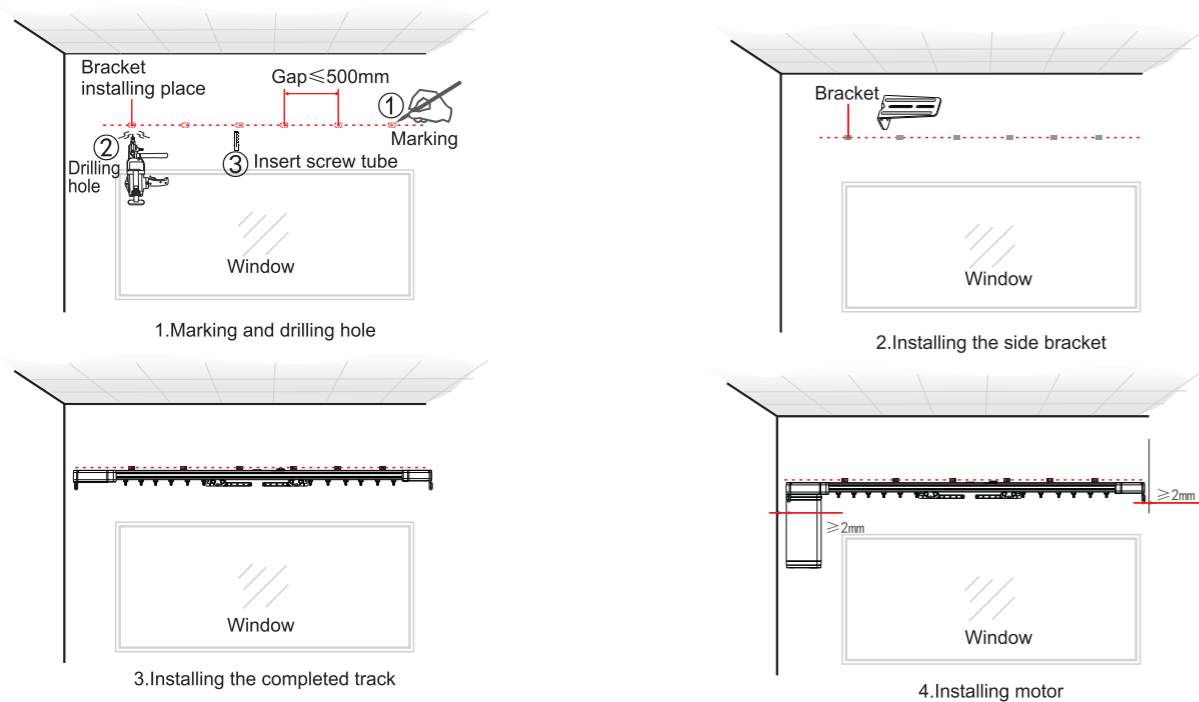 Bracket
installing place
Gap≤500mm
①
Marking
②
Drilling
hole
③ Insert screw tube
Window
1.Marking and drilling hole
Bracket
Window
2.Installing the side bracket
Window
3.Installing the completed track
≥2mm
≥2mm
Window
4.Installing motor